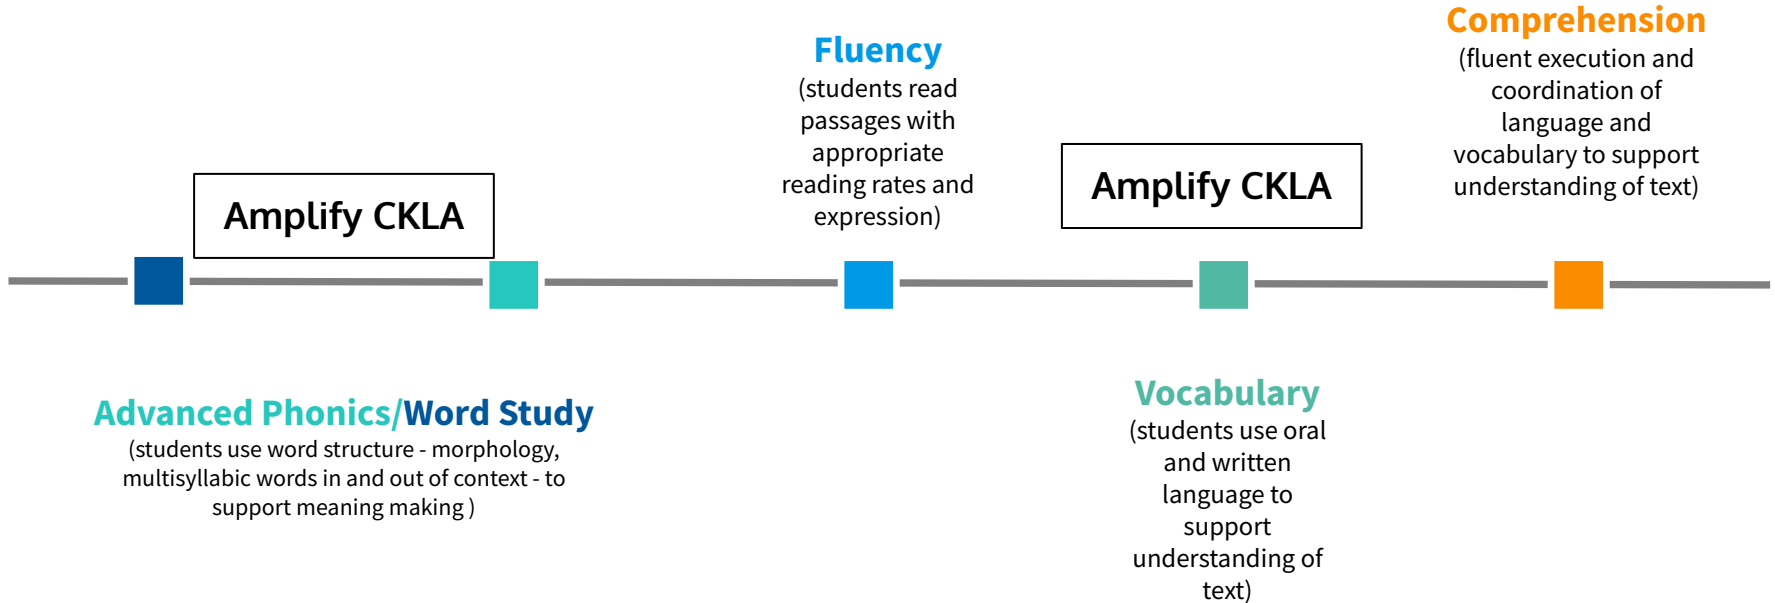 Amplify CKLA
Advanced Phonics/Word Study
(students use word structure - morphology,
multisyllabic words in and out of context - to
support meaning making )
Fluency
(students read
passages with
appropriate
reading rates and
expression)
Amplify CKLA
Vocabulary
(students use oral
and written
language to
support
understanding of
text)
Comprehension
(fluent execution and
coordination of
language and
vocabulary to support
understanding of text)